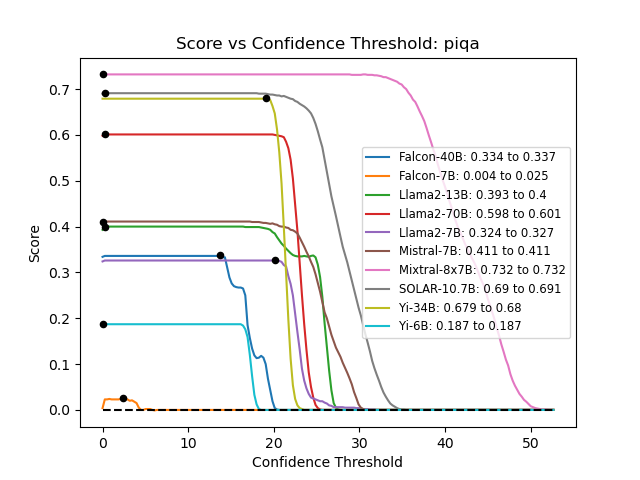 Score vs Confidence Threshold: piqa
Score
0.7
0.6
0.5
0.4
0.3
0.2
0.1
0.0
Falcon-40B: 0.334 to 0.337
Falcon-7B: 0.004 to 0.025
Llama2-13B: 0.393 to 0.4
Llama2-70B: 0.598 to 0.601
Llama2-7B: 0.324 to 0.327
Mistral-7B: 0.411 to 0.411
Mixtral-8x7B: 0.732 to 0.732
SOLAR-10.7B: 0.69 to 0.691
Yi-34B: 0.679 to 0.68
Yi-6B: 0.187 to 0.187
0 10 20 30 40 50
Confidence Threshold